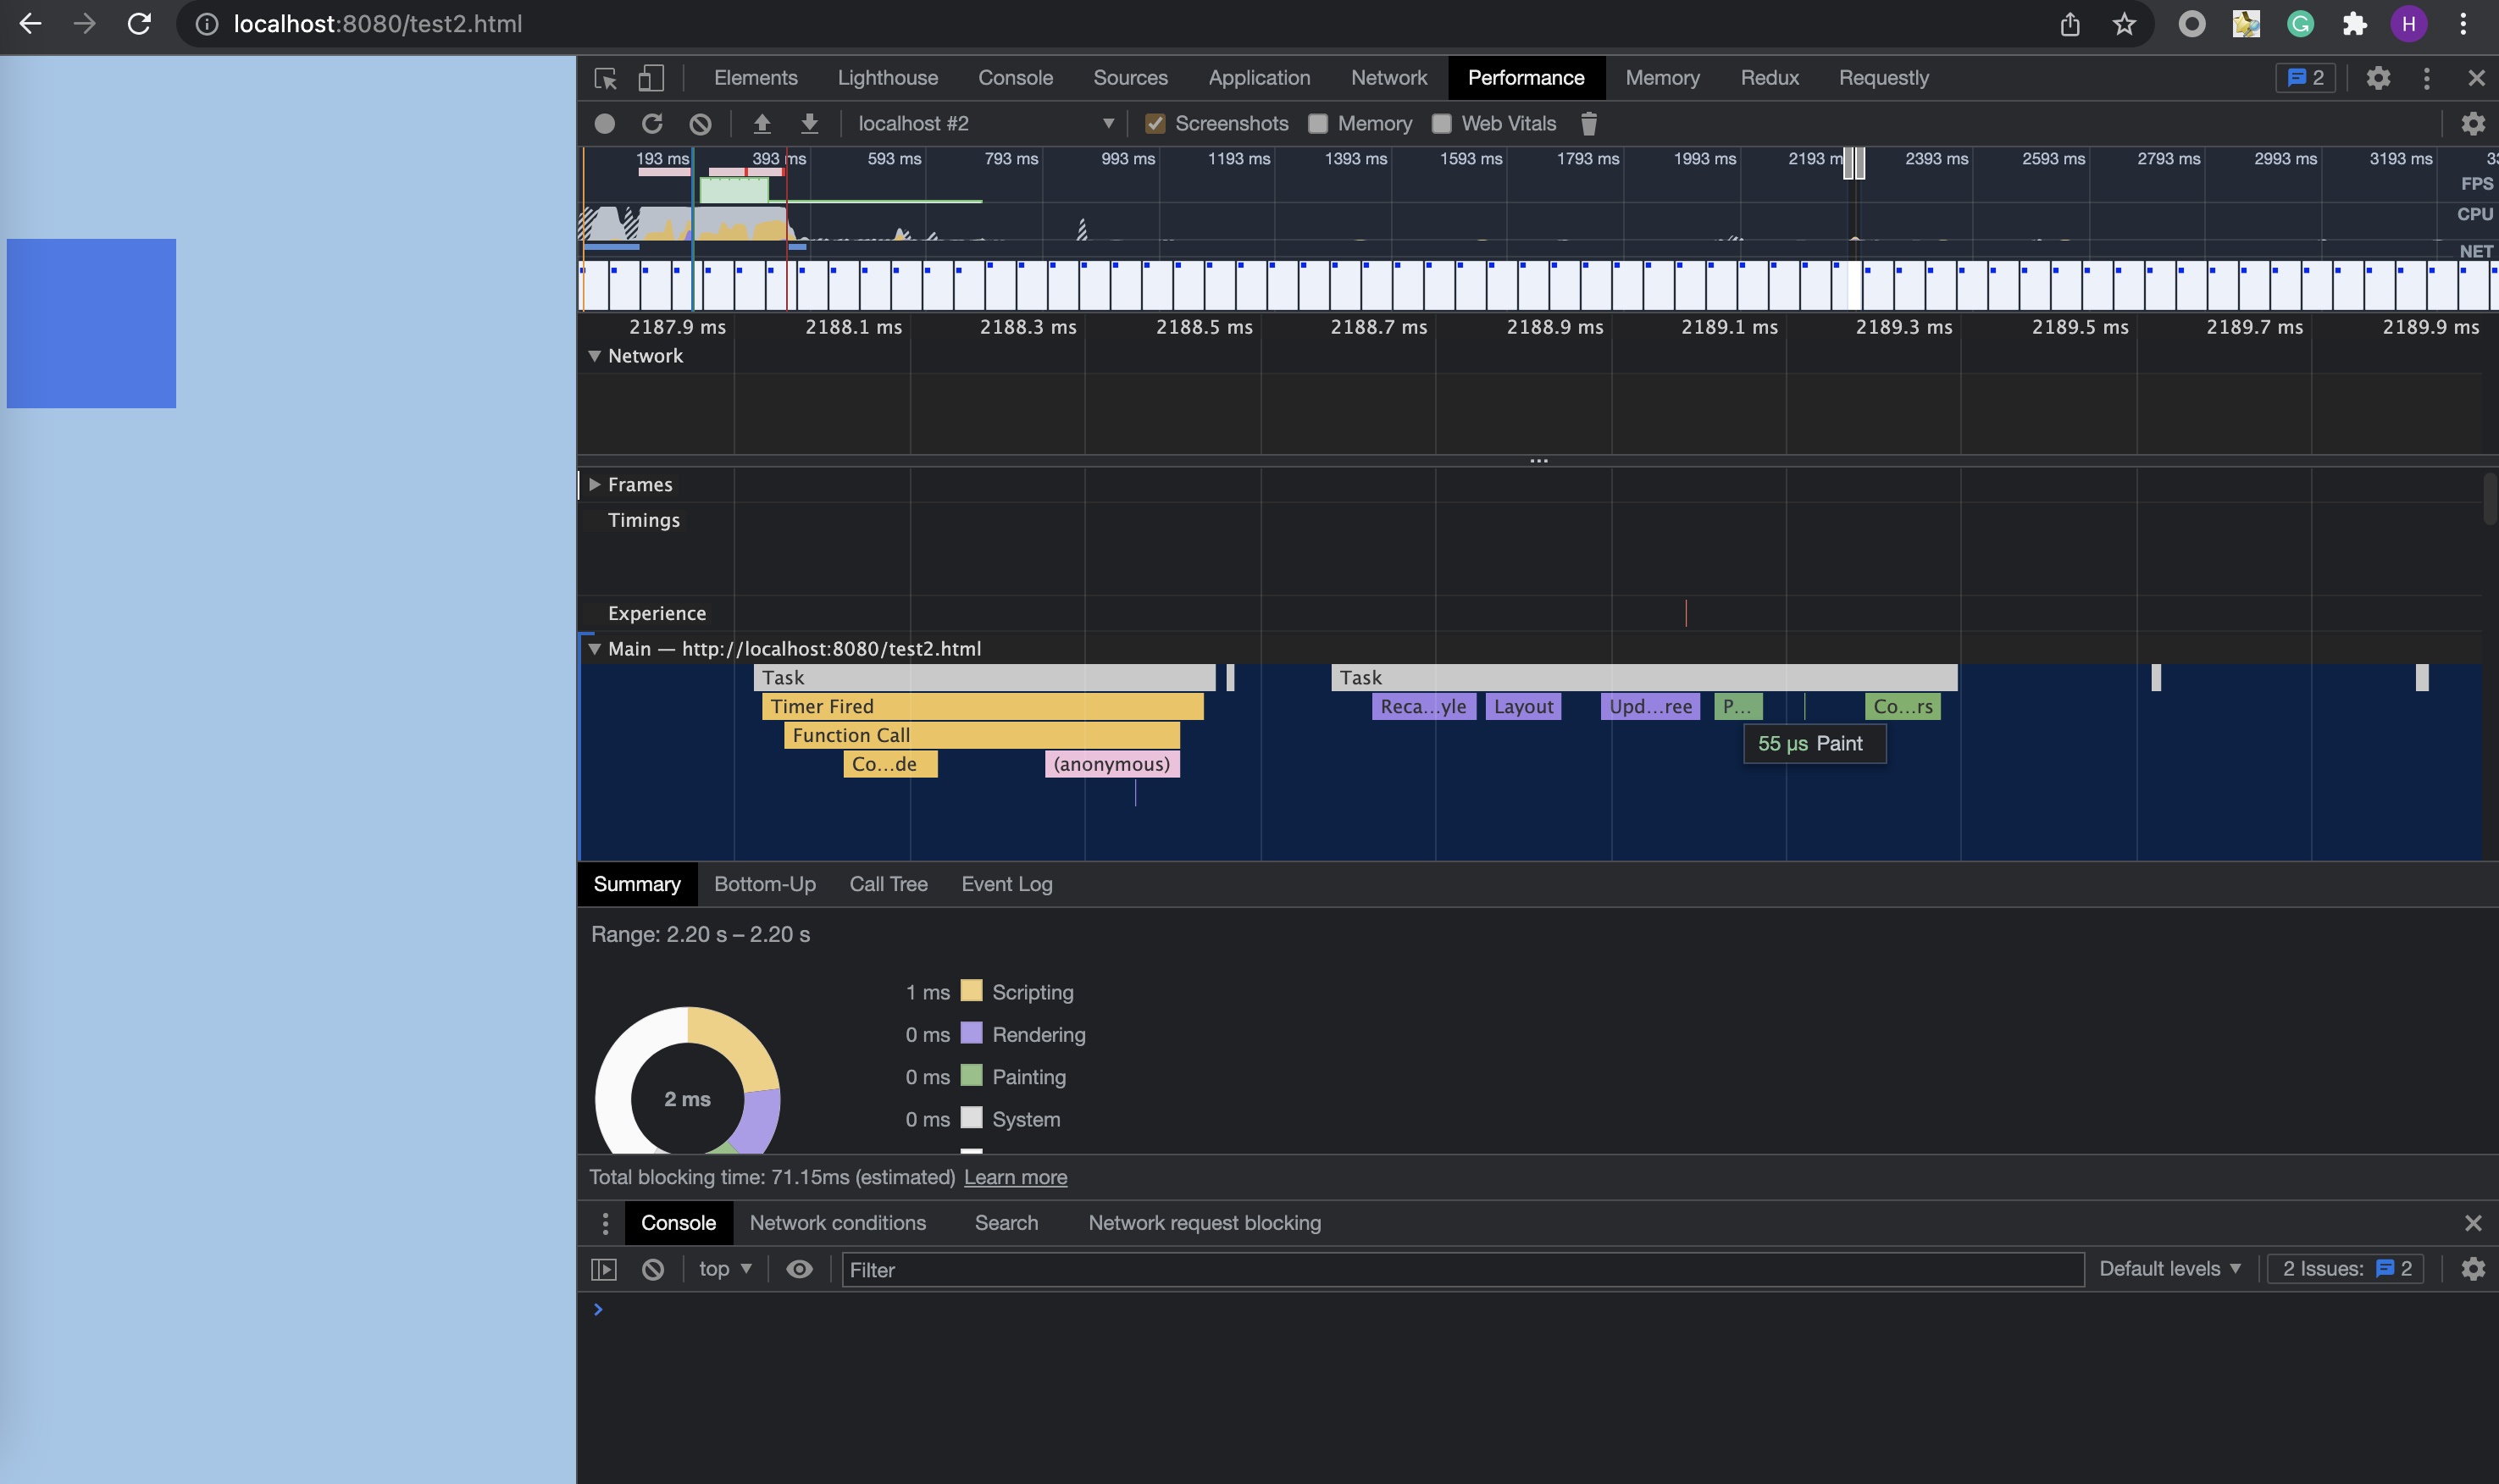 localhost:8080/test2.html
H
Elements Lighthouse Console Sources Application Network Performance Memory Redux Requestly 2
localhost #2 Screenshots Memory Web Vitals
193 ms 393 ms 593 ms 793 ms 993 ms 1193 ms 1393 ms 1593 ms 1793 ms 1993 ms 2193 m 2393 ms 2593 ms 2793 ms 2993 ms 3193 ms
FPS
CPU
NET
2187.9 ms 2188.1 ms 2188.3 ms 2188.5 ms 2188.7 ms 2188.9 ms 2189.1 ms 2189.3 ms 2189.5 ms 2189.7 ms 2189.9 ms
Network
Frames
Timings
Experience
Main — http://localhost:8080/test2.html
Task Task
Timer Fired Reca…yle Layout Upd…ree P… Co…rs
Function Call
55 μs Paint
Co…de (anonymous)
Summary Bottom-Up Call Tree Event Log
Range: 2.20 s – 2.20 s
1 ms Scripting
0 ms Rendering
0 ms Painting
2 ms
0 ms System
Total blocking time: 71.15ms (estimated) Learn more
Console Network conditions Search Network request blocking
top Filter Default levels 2 Issues: 2